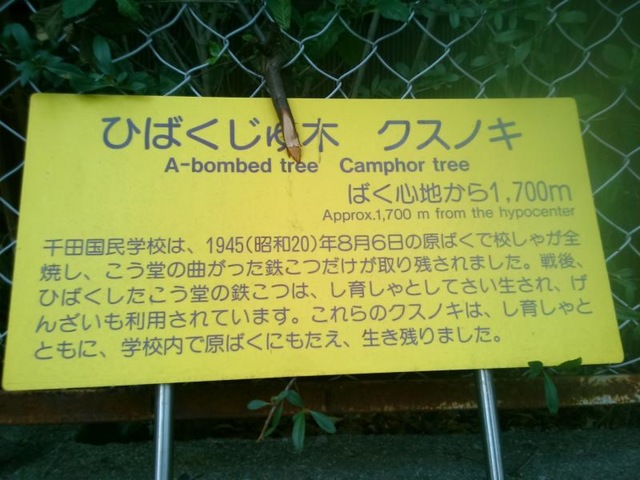 ひばくじゅ木 クスノキ
A-bombed tree Camphor tree
ばく心地から1,700m
Approx.1,700 m from the hypocenter
千田国民学校は、1945(昭和20)年8月6日の原ばくで校しゃが全
焼し、こう堂の曲がった鉄こつだけが取り残されました。戦後、
ひばくしたこう堂の鉄こつは、し育しゃとしてさい生され、げ
んざいも利用されています。これらのクスノキは、し育しゃと
ともに、学校内で原ばくにもたえ、生き残りました。